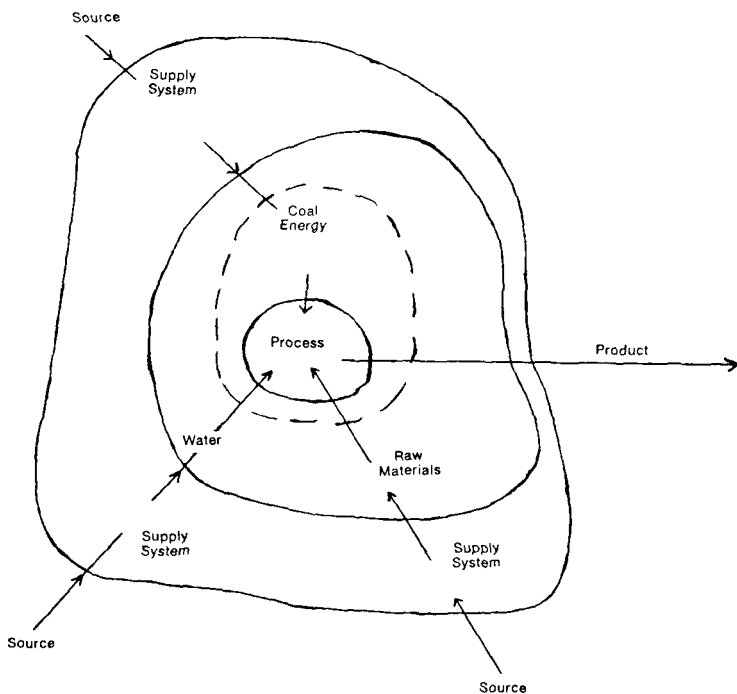 Source
Supply
System
Coal
Energy
Process
Product
Water
Raw
Materials
Supply
System
Supply
System
Source
Source